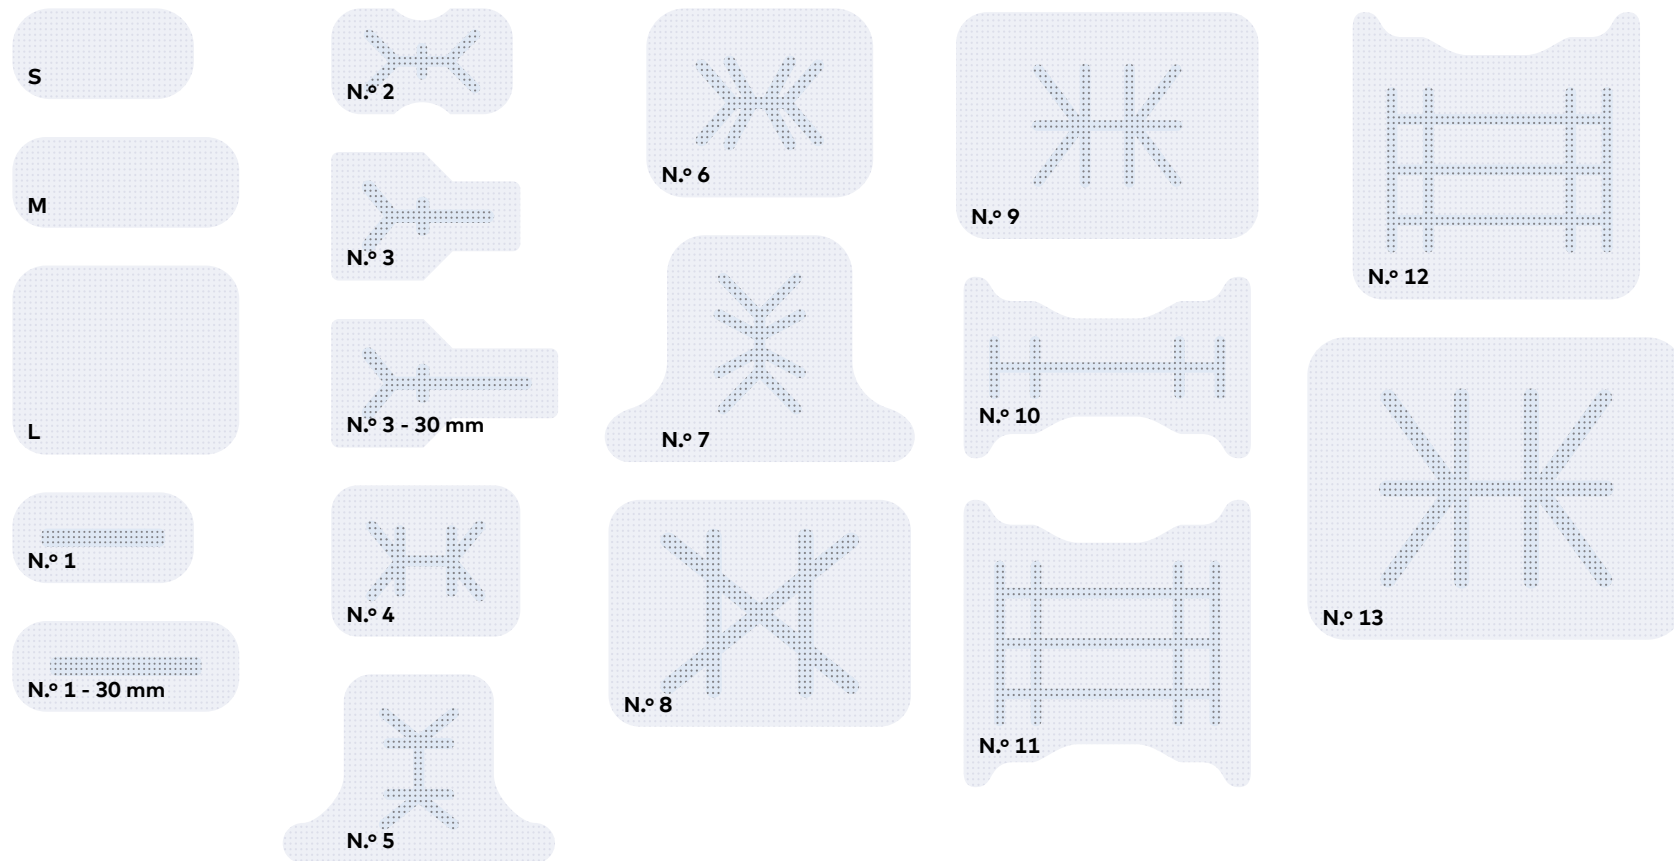 S
M
L
N.º 1
N.º 1 - 30 mm
N.º 2
N.º 3
N.º 3 - 30 mm
N.º 4
N.º 5
N.º 6
N.º 7
N.º 8
N.º 9
N.º 10
N.º 11
N.º 12
N.º 13